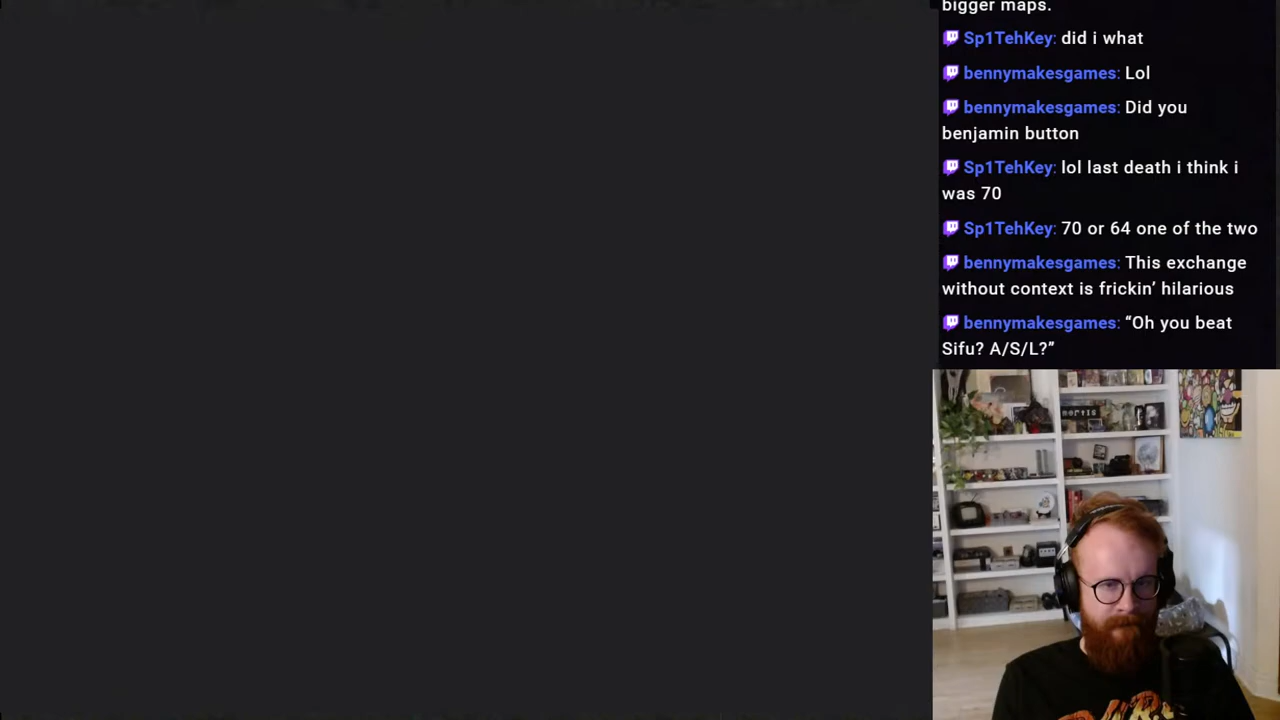 bigger maps.
Sp1TehKey: did i what
bennymakesgames: Lol
bennymakesgames: Did you
benjamin button
Sp1TehKey: lol last death i think i
was 70
Sp1TehKey: 70 or 64 one of the two
bennymakesgames: This exchange
without context is frickin’ hilarious
bennymakesgames: “Oh you beat
Sifu? A/S/L?”